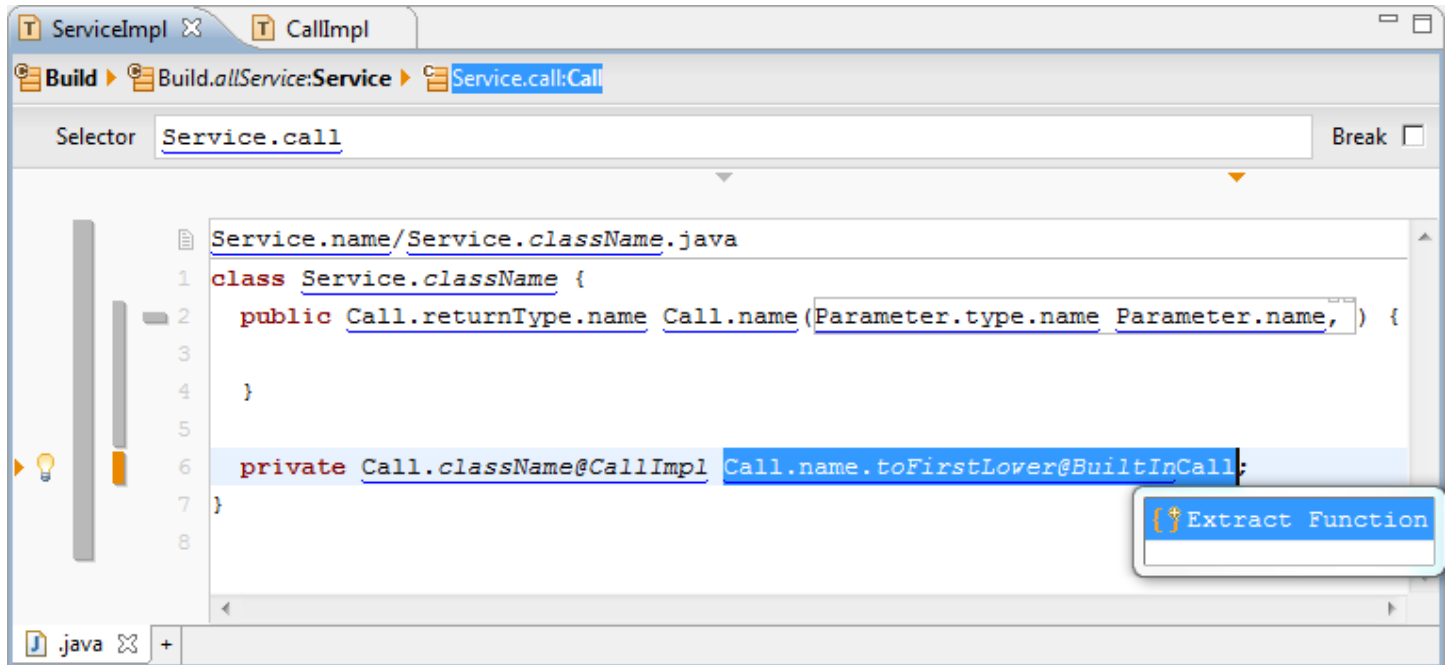 ServiceImpl CallImpl
Build Build.allService:Service Service.call:Call
Selector Service.call Break
Service.name/Service.className.java
1 class Service.className {
2 public Call.returnType.name Call.name(Parameter.type.name Parameter.name, ) {
3
4 }
5
6 private Call.className@CallImpl Call.name.toFirstLower@BuiltInCall;
7 }
8
Extract Function
.java +